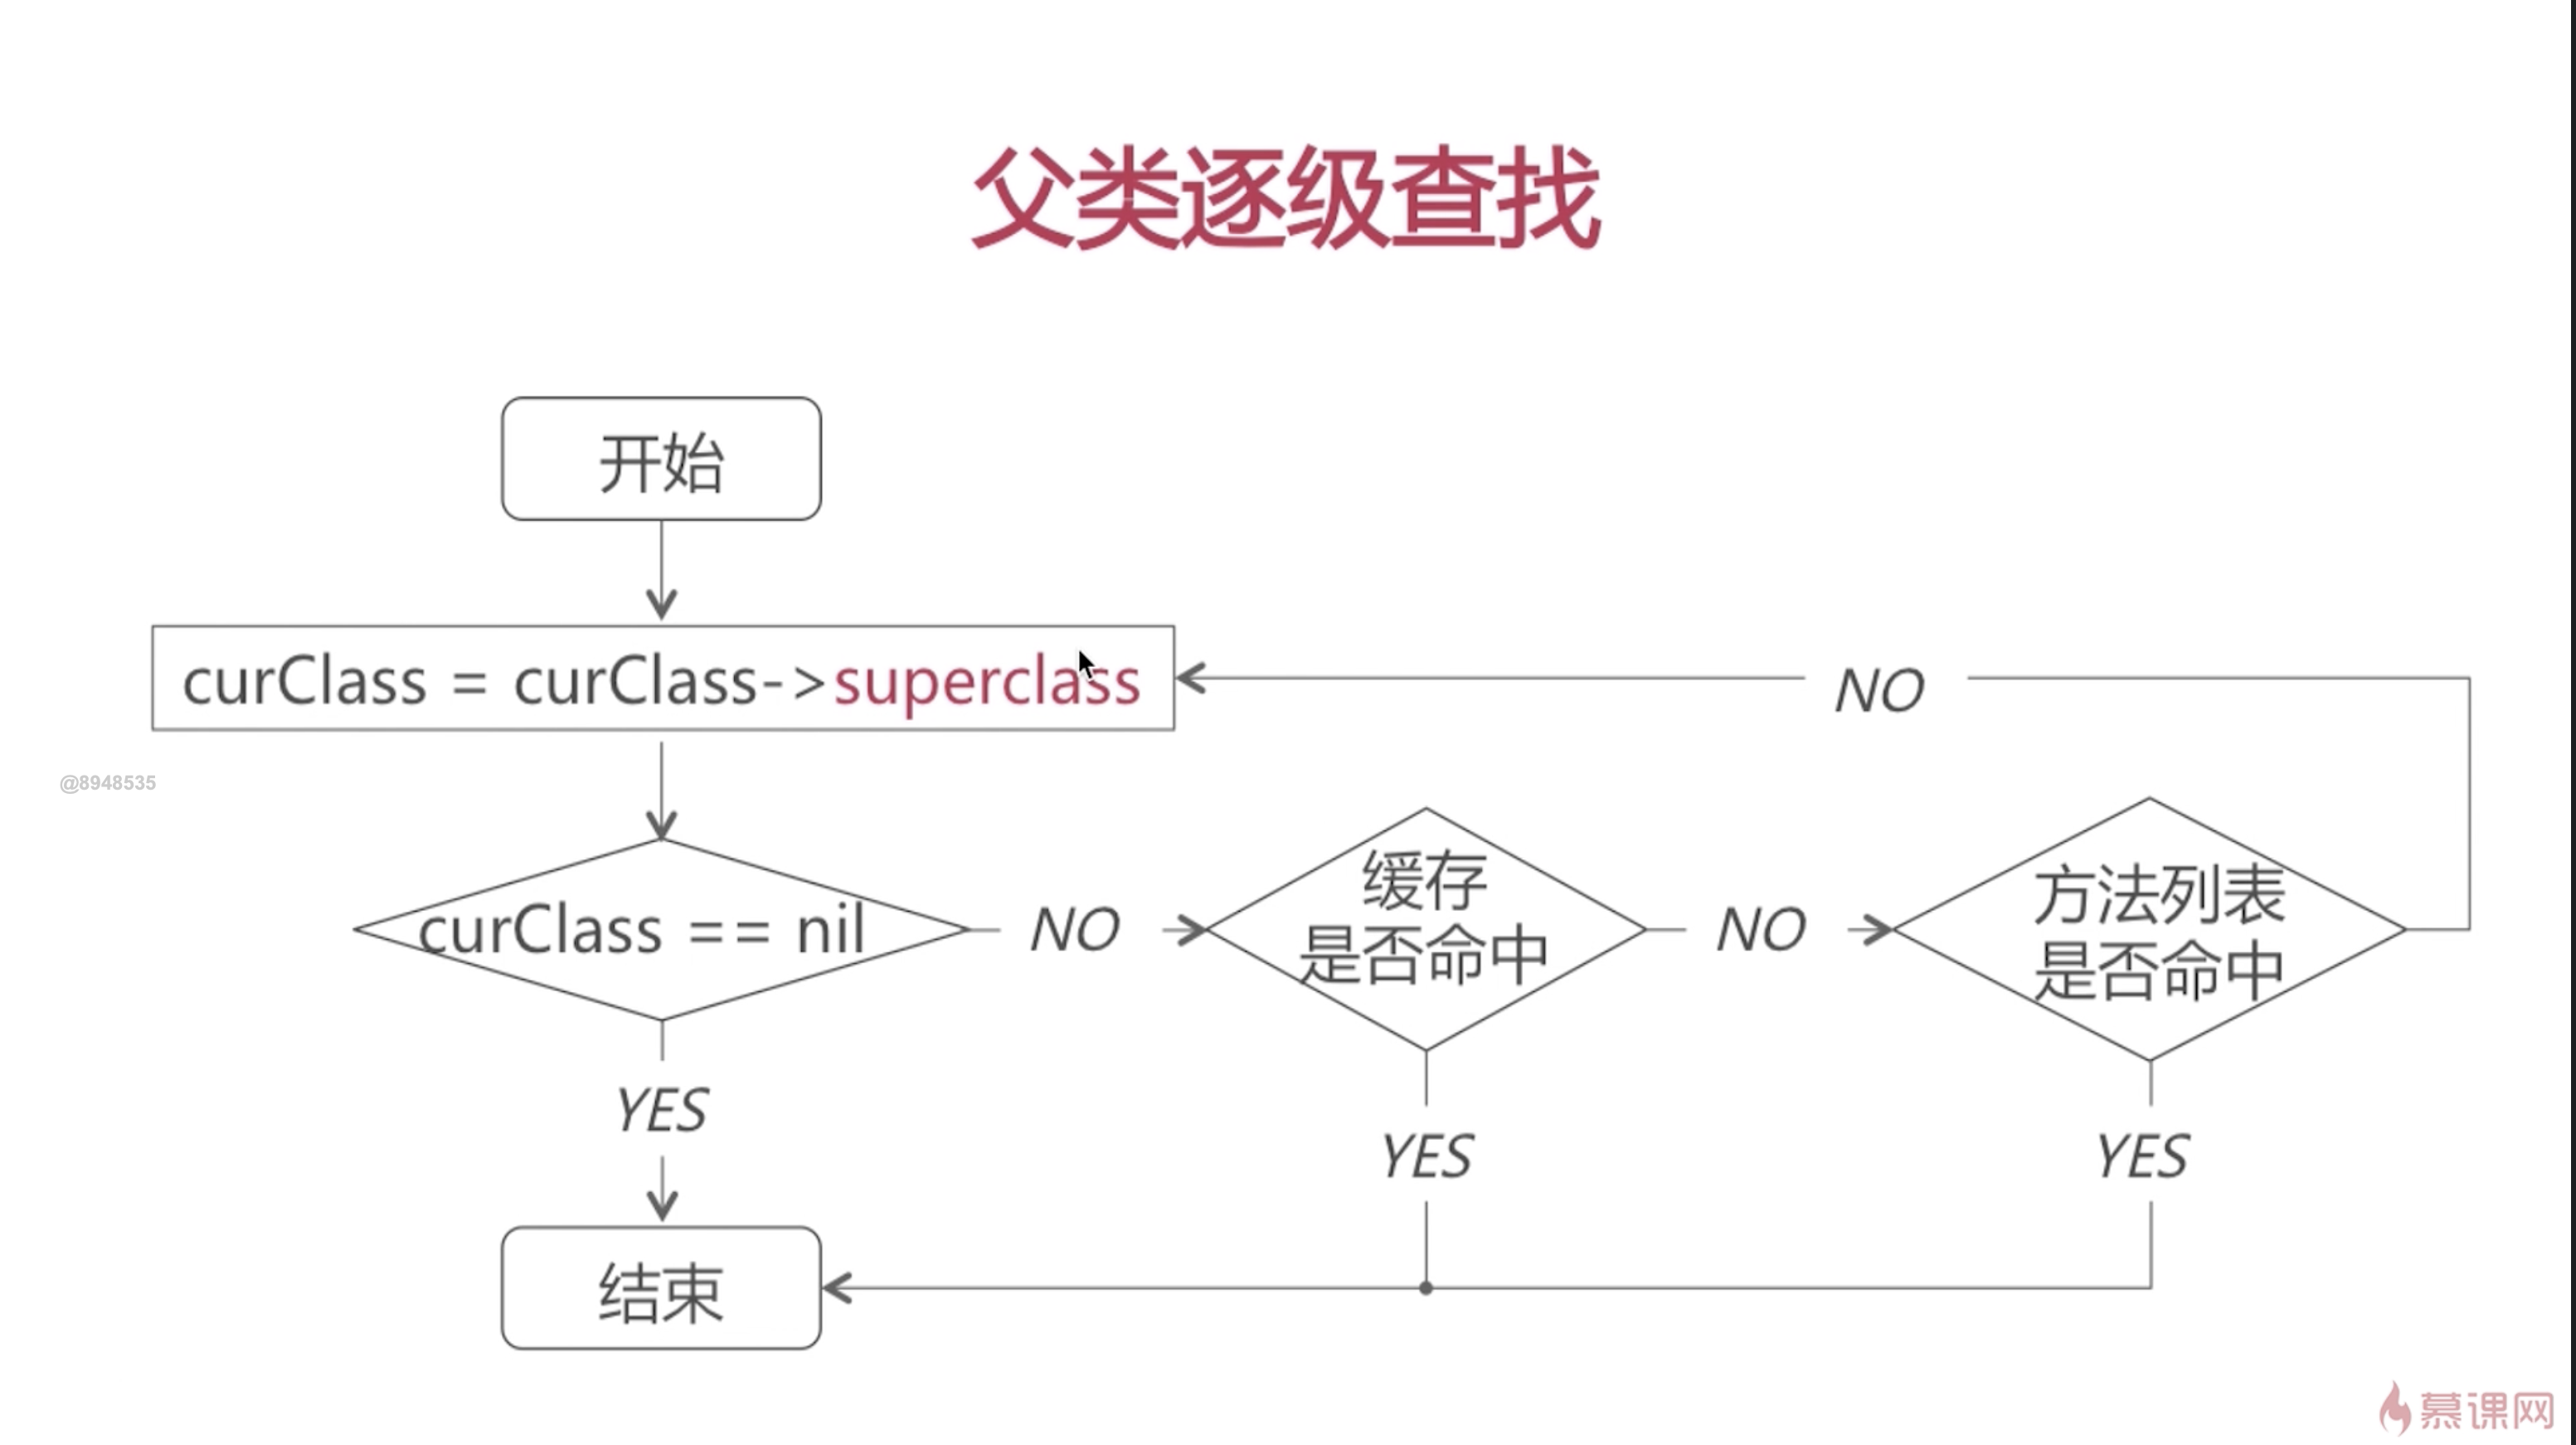 父类逐级查找
开始
curClass = curClass->superclass
NO
@8948535
curClass == nil
NO
缓存
是否命中
NO
方法列表
是否命中
YES
YES
YES
结束
慕课网